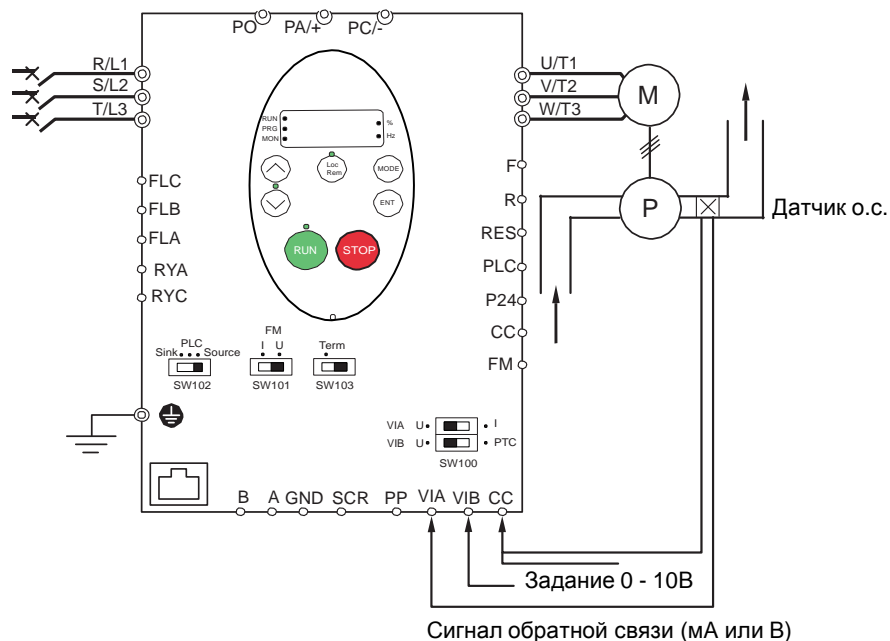 PO PA/+ PC/-
R/L1
S/L2
T/L3
U/T1
V/T2
W/T3
M
RUN
PRG
MON
%
Hz
Loc
Rem
MODE
ENT
RUN
STOP
FLC
FLB
FLA
RYA
RYC
F
R
RES
PLC
P24
CC
FM
P
Датчик о.с.
PLC
Sink Source
SW102
FM
I U
SW101
Term
SW103
VIA U I
VIB U PTC
SW100
B A GND SCR PP VIA VIB CC
Задание 0 - 10В
Сигнал обратной связи (мА или В)